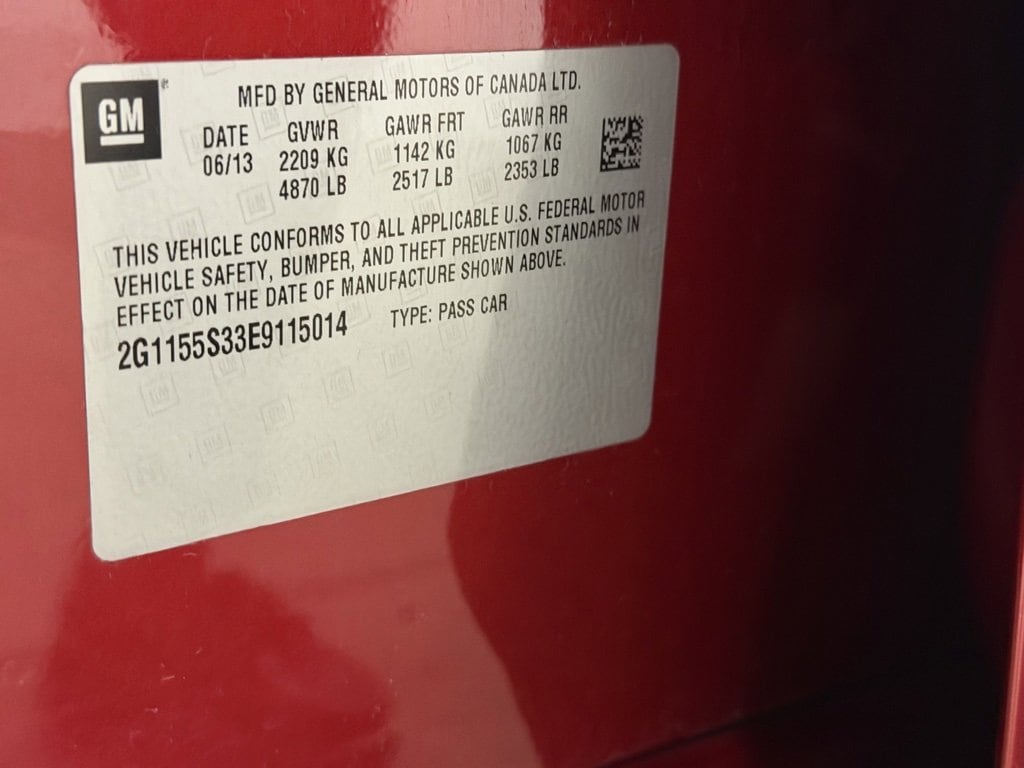 GM
MFD BY GENERAL MOTORS OF CANADA LTD.
DATE GVWR GAWR FRT GAWR RR
06/13 2209 KG 1142 KG 1067 KG
4870 LB 2517 LB 2353 LB
THIS VEHICLE CONFORMS TO ALL APPLICABLE U.S. FEDERAL MOTOR
VEHICLE SAFETY, BUMPER, AND THEFT PREVENTION STANDARDS IN
EFFECT ON THE DATE OF MANUFACTURE SHOWN ABOVE.
2G1155S33E9115014 TYPE: PASS CAR